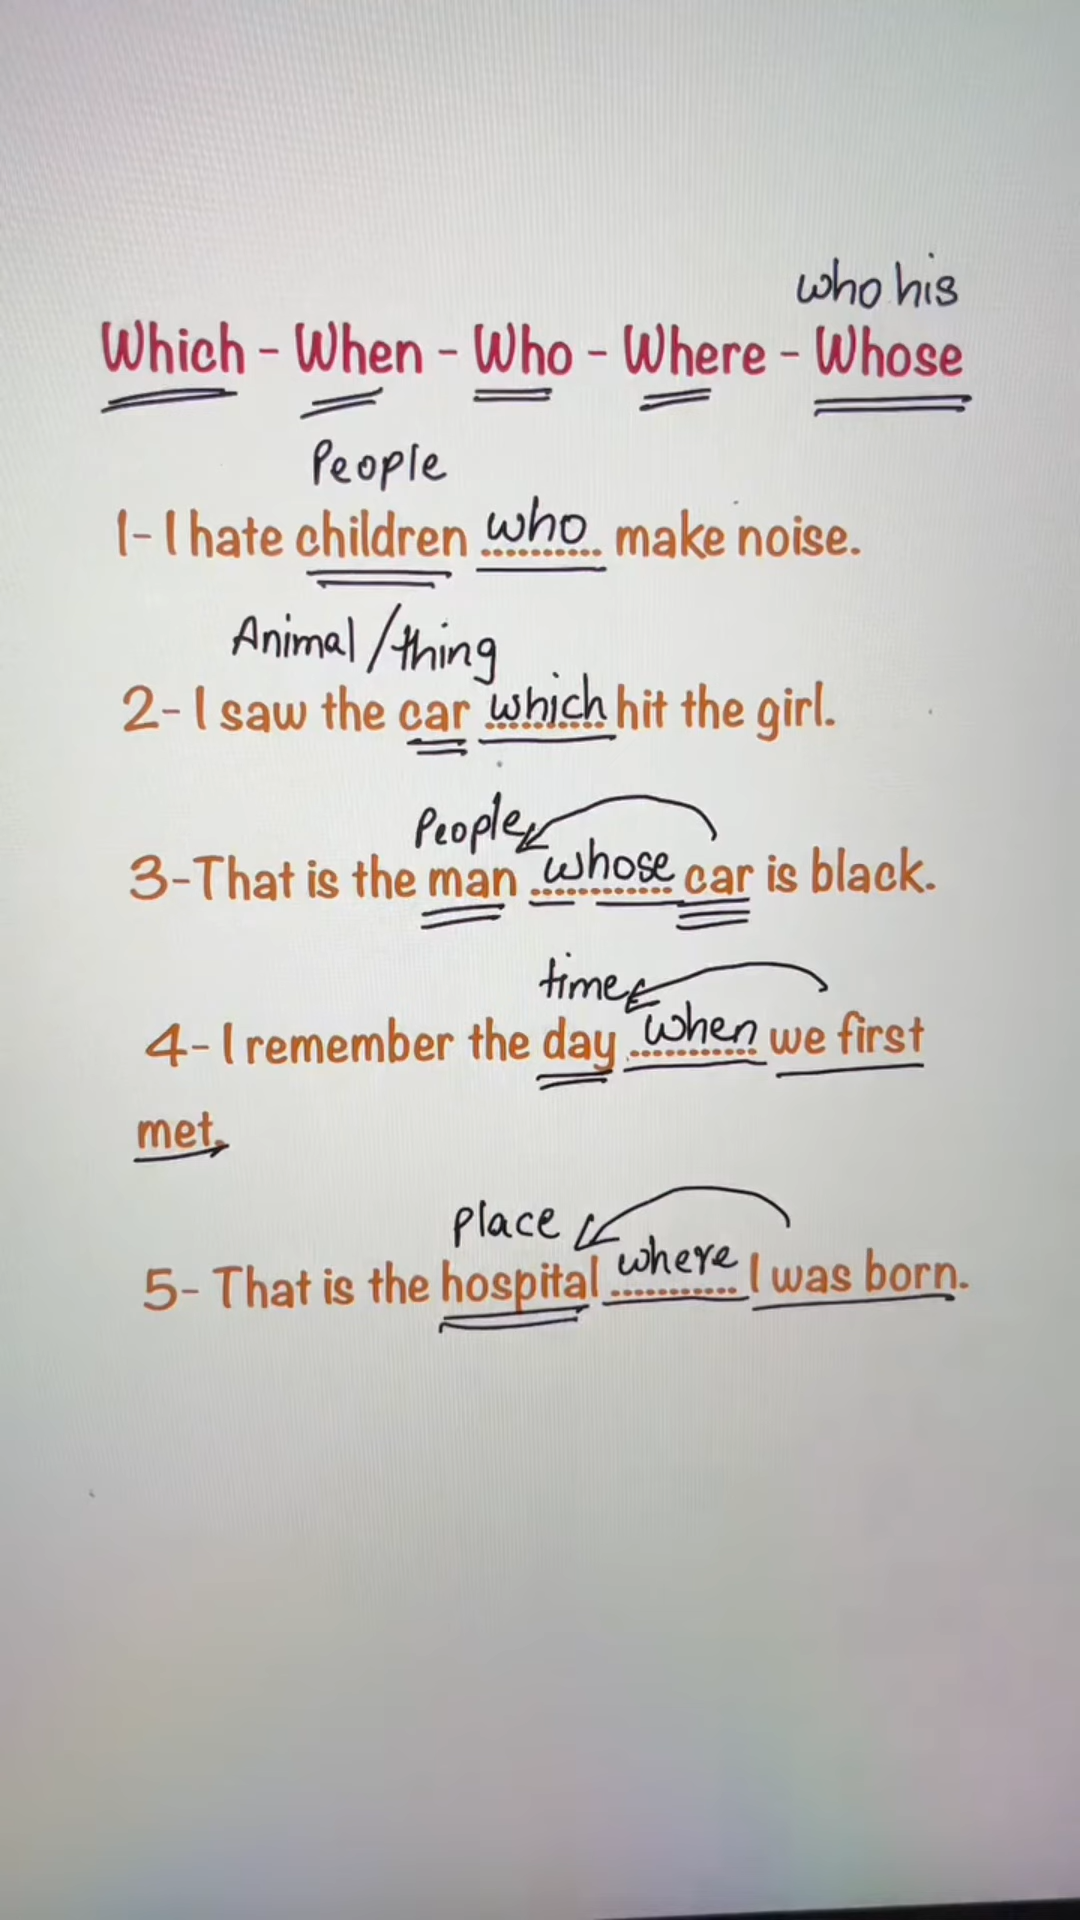 who his
Which - When - Who - Where - Whose
People
1- I hate children who make noise.
Animal / thing
2- I saw the car which hit the girl.
People
3-That is the man whose car is black.
time
4- I remember the day when we first
met.
place
5- That is the hospital where I was born.